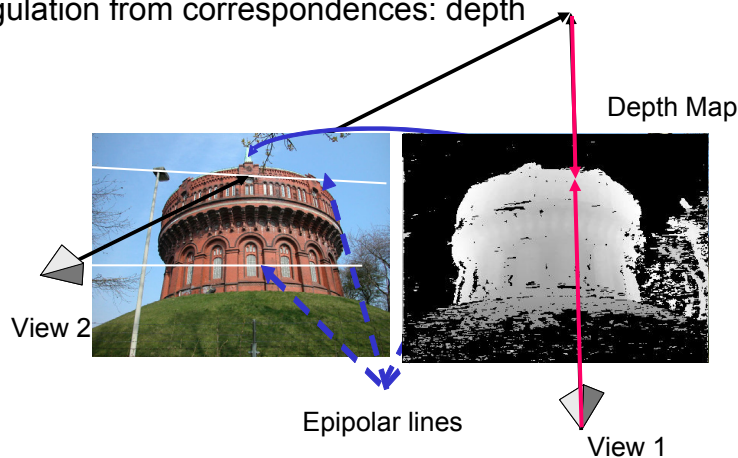 gulation from correspondences: depth
Depth Map
View 2
Epipolar lines
View 1